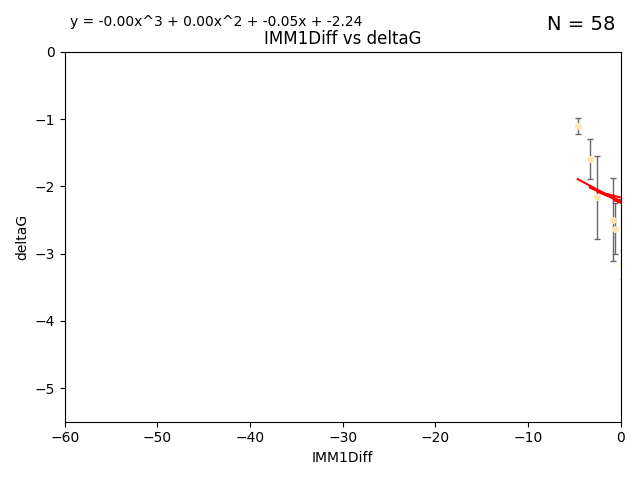 y = -0.00x^3 + 0.00x^2 + -0.05x + -2.24
N = 58
IMM1Diff vs deltaG
0
−1
−2
−3
−4
−5
deltaG
−60 −50 −40 −30 −20 −10 0
IMM1Diff